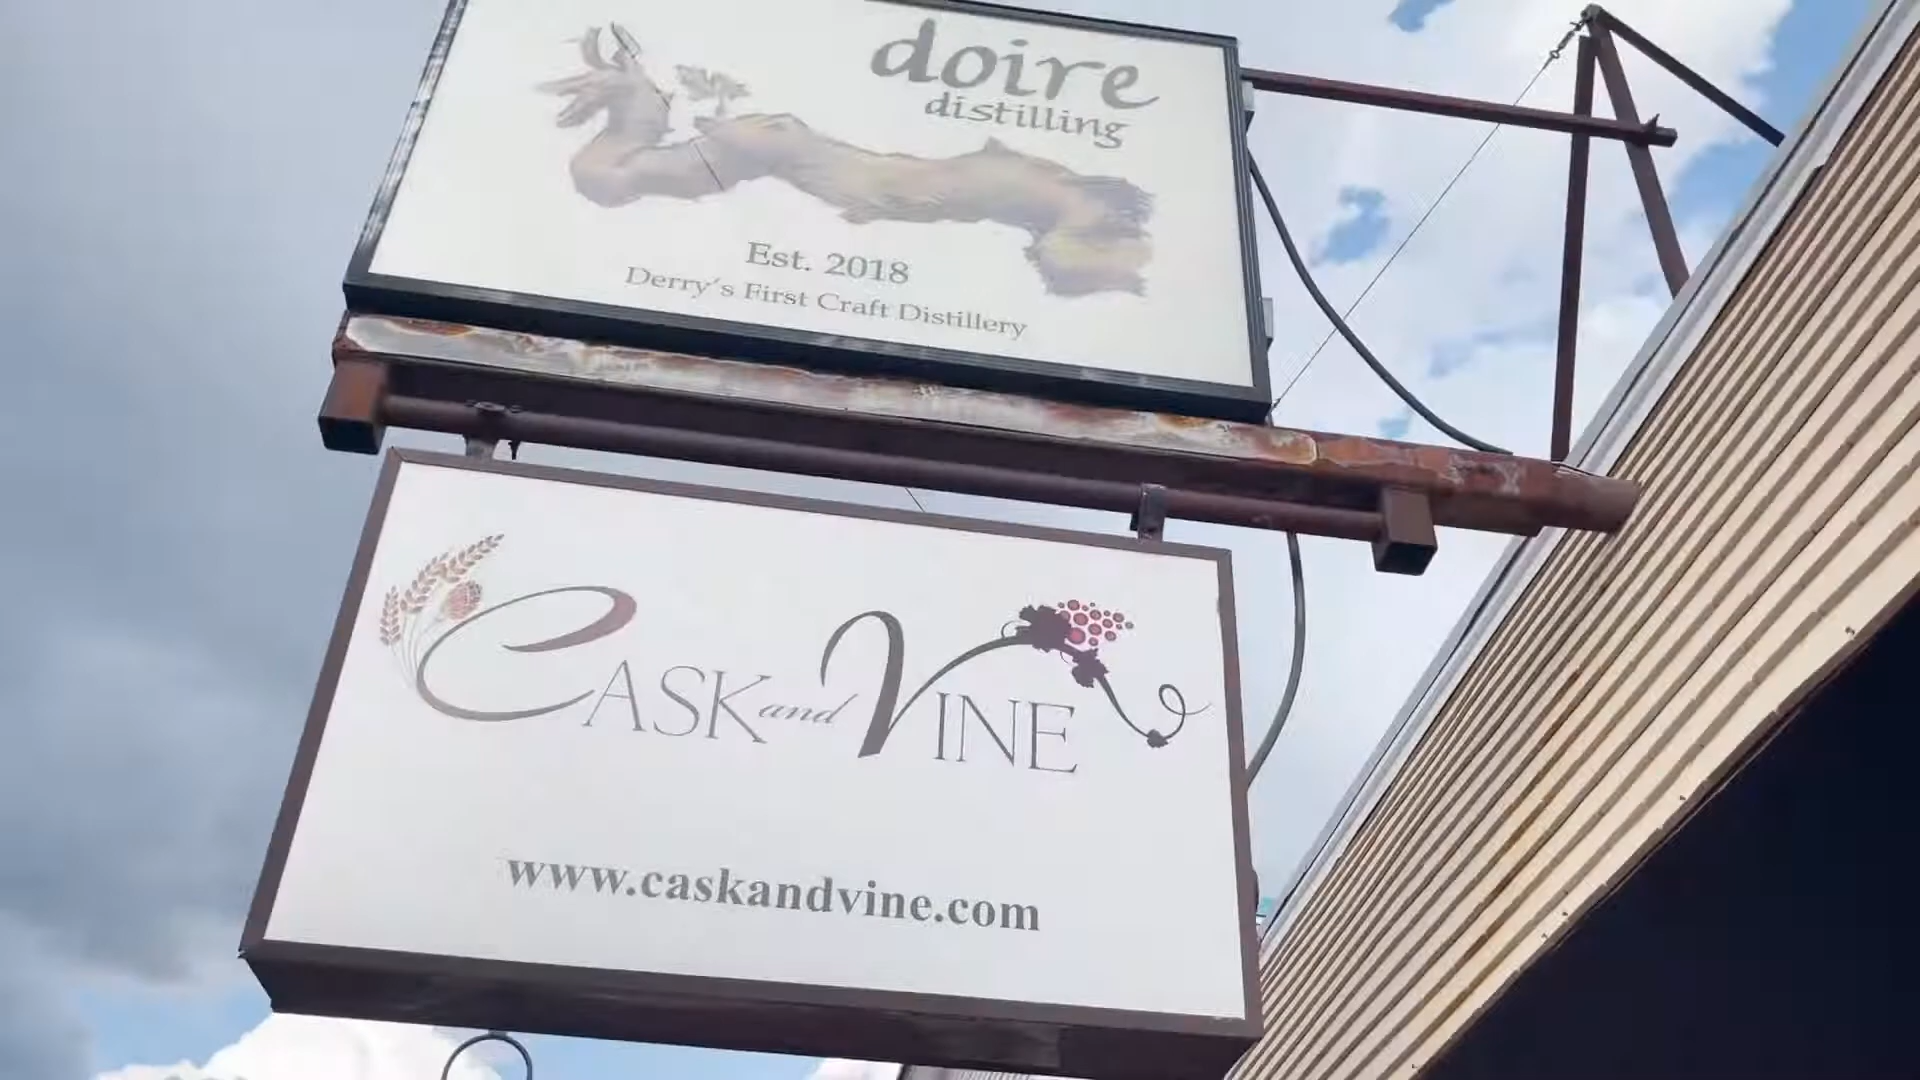 doire
distilling
Est. 2018
Derry's First Craft Distillery
CASK and VINE
www.caskandvine.com